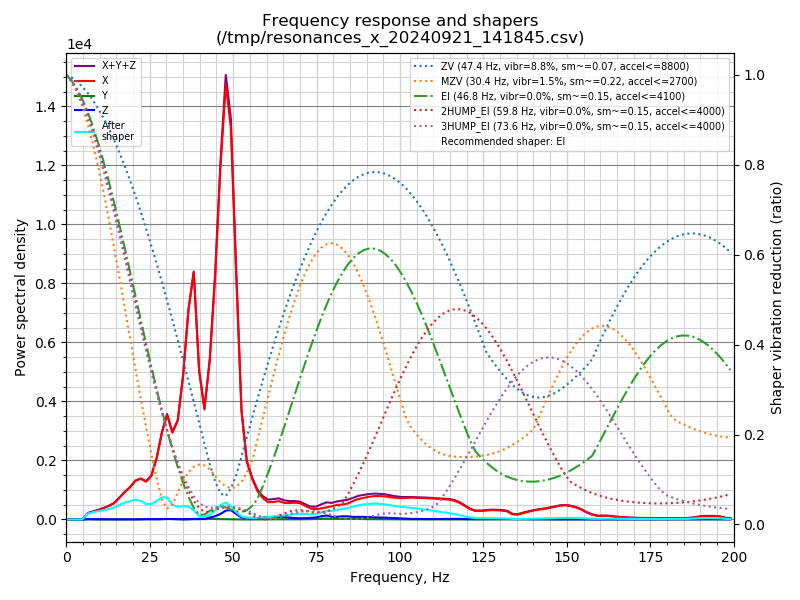 Frequency response and shapers
(/tmp/resonances_x_20240921_141845.csv)
1e4
X+Y+Z
X
Y
Z
After
shaper
ZV (47.4 Hz, vibr=8.8%, sm~=0.07, accel<=8800)
MZV (30.4 Hz, vibr=1.5%, sm~=0.22, accel<=2700)
EI (46.8 Hz, vibr=0.0%, sm~=0.15, accel<=4100)
2HUMP_EI (59.8 Hz, vibr=0.0%, sm~=0.15, accel<=4000)
3HUMP_EI (73.6 Hz, vibr=0.0%, sm~=0.15, accel<=4000)
Recommended shaper: EI
Power spectral density
1.4
1.2
1.0
0.8
0.6
0.4
0.2
0.0
1.0
0.8
0.6
0.4
0.2
0.0
Shaper vibration reduction (ratio)
0 25 50 75 100 125 150 175 200
Frequency, Hz